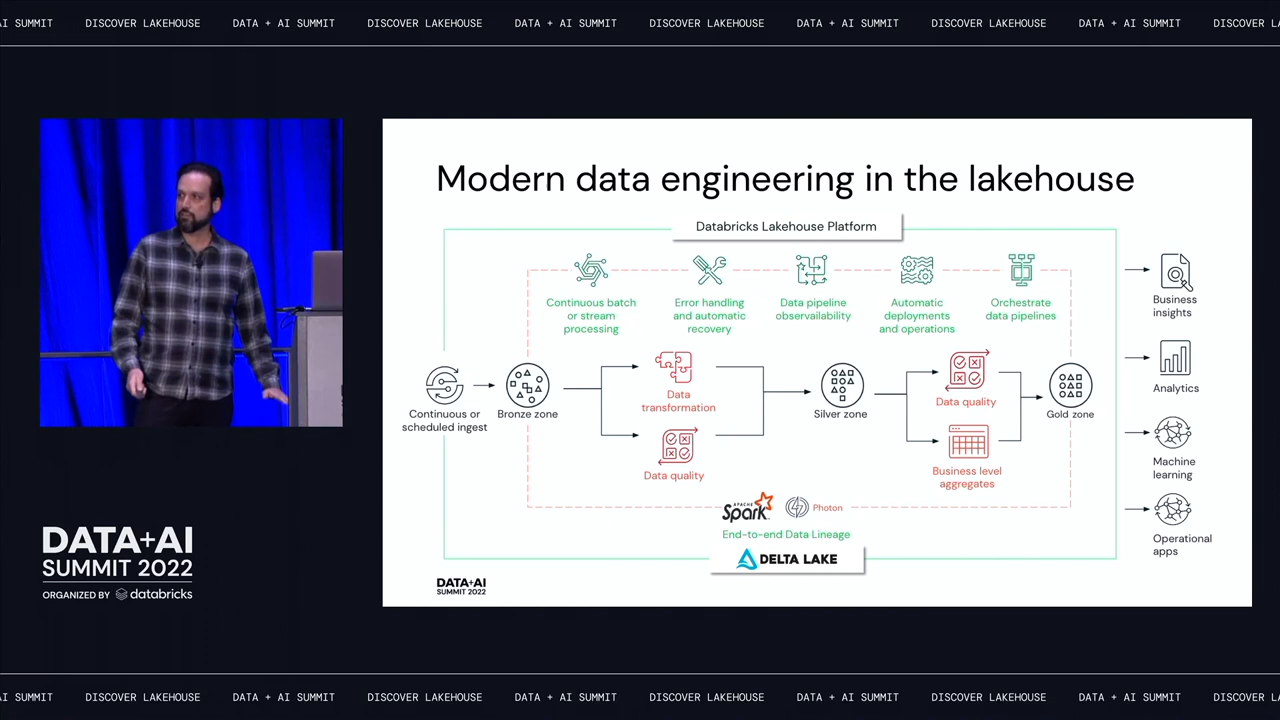 AI SUMMIT DISCOVER LAKEHOUSE DATA + AI SUMMIT DISCOVER LAKEHOUSE DATA + AI SUMMIT DISCOVER LAKEHOUSE DATA + AI SUMMIT DISCOVER LAKEHOUSE DATA + AI SUMMIT DISCOVER LA
Modern data engineering in the lakehouse
Databricks Lakehouse Platform
Continuous batch
or stream
processing
Error handling
and automatic
recovery
Data pipeline
observailability
Automatic
deployments
and operations
Orchestrate
data pipelines
Business
insights
Analytics
Machine
learning
Operational
apps
Continuous or
scheduled ingest
Bronze zone
Data
transformation
Data quality
Silver zone
Data quality
Business level
aggregates
Gold zone
APACHE
Spark
Photon
End-to-end Data Lineage
DELTA LAKE
DATA+AI
SUMMIT 2022
DATA+AI
SUMMIT 2022
ORGANIZED BY databricks
AI SUMMIT DISCOVER LAKEHOUSE DATA + AI SUMMIT DISCOVER LAKEHOUSE DATA + AI SUMMIT DISCOVER LAKEHOUSE DATA + AI SUMMIT DISCOVER LAKEHOUSE DATA + AI SUMMIT DISCOVER LA